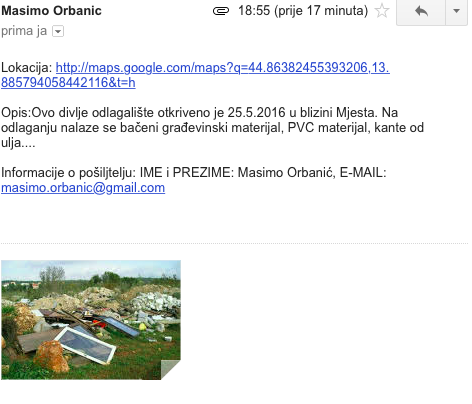 Masimo Orbanic
18:55 (prije 17 minuta)
prima ja
Lokacija: http://maps.google.com/maps?q=44.86382455393206,13.
885794058442116&t=h
Opis:Ovo divlje odlagalište otkriveno je 25.5.2016 u blizini Mjesta. Na
odlaganju nalaze se bačeni građevinski materijal, PVC materijal, kante od
ulja....
Informacije o pošiljtelju: IME i PREZIME: Masimo Orbanić, E-MAIL:
masimo.orbanic@gmail.com